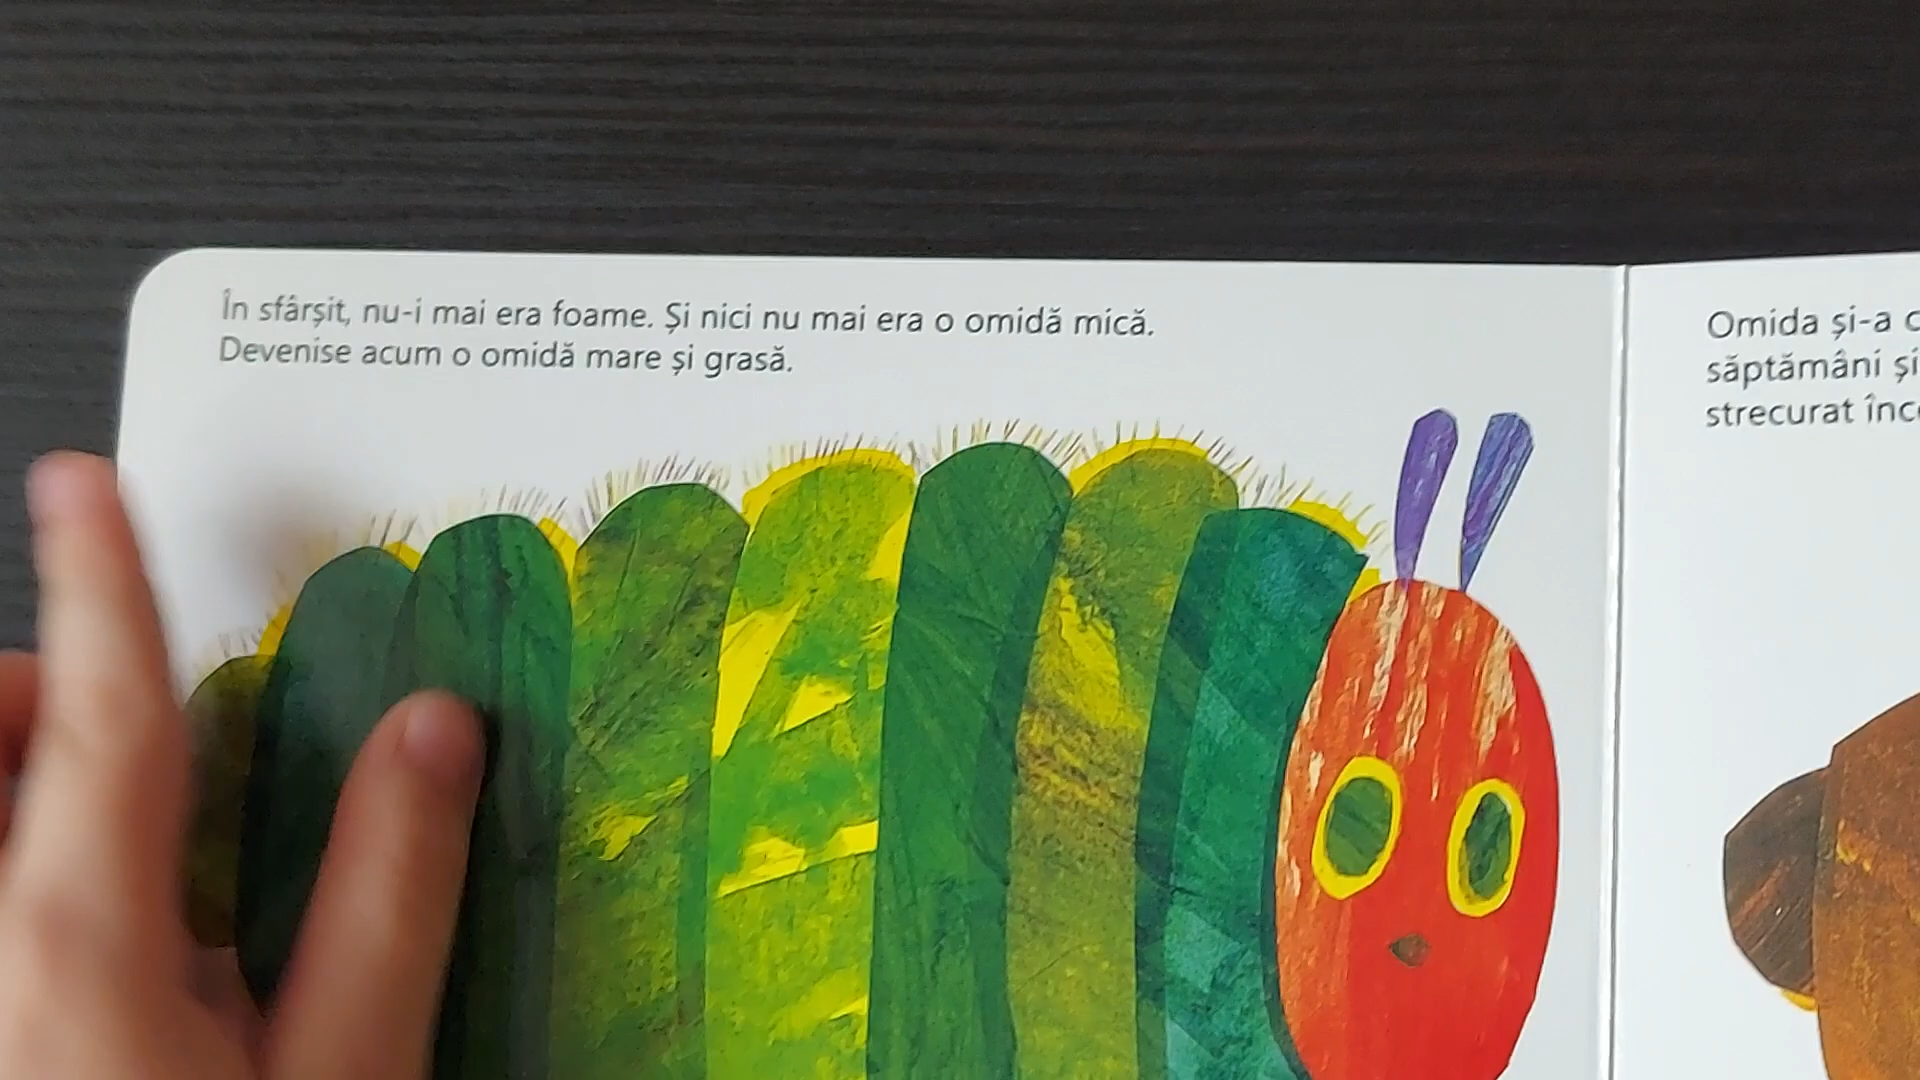 În sfârșit, nu-i mai era foame. Și nici nu mai era o omidă mică.
Devenise acum o omidă mare și grasă.
Omida și-a
săptămâni și
strecurat